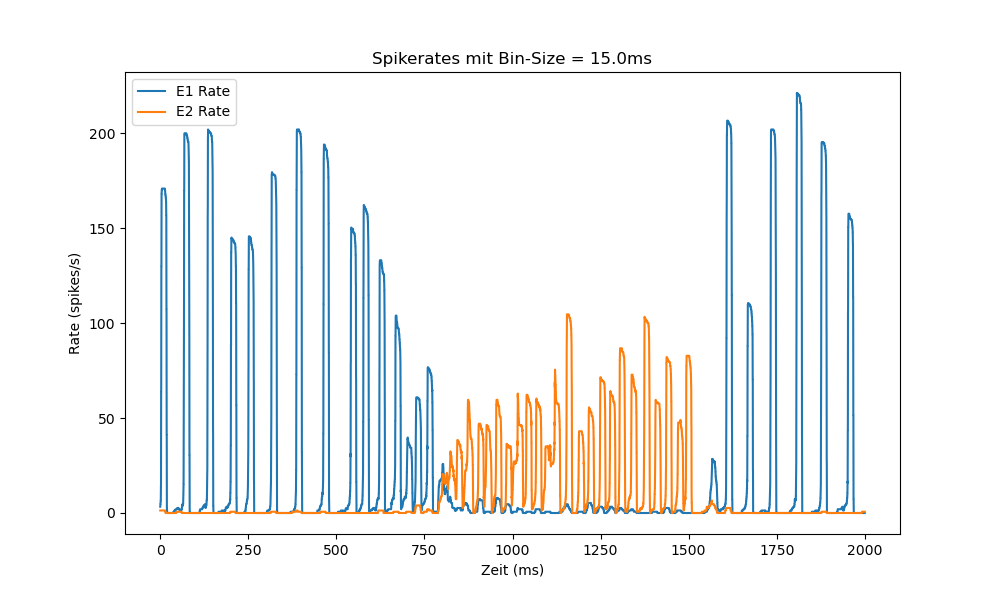 Spikerates mit Bin-Size = 15.0ms
E1 Rate
E2 Rate
Rate (spikes/s)
200
150
100
50
0
0 250 500 750 1000 1250 1500 1750 2000
Zeit (ms)